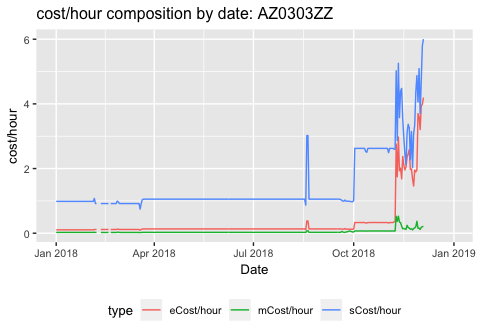 cost/hour composition by date: AZ0303ZZ
cost/hour
6
4
2
0
Jan 2018 Apr 2018 Jul 2018 Oct 2018 Jan 2019
Date
type eCost/hour mCost/hour sCost/hour